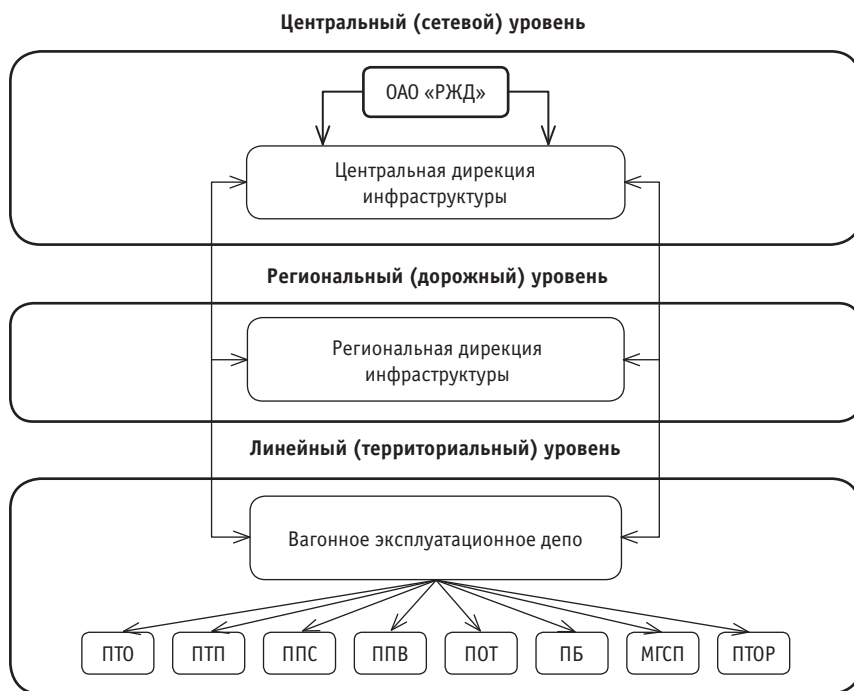 Центральный (сетевой) уровень
ОАО «РЖД»
Центральная дирекция
инфраструктуры
Региональный (дорожный) уровень
Региональная дирекция
инфраструктуры
Линейный (территориальный) уровень
Вагонное эксплуатационное депо
ПТО
ПТП
ППС
ППВ
ПОТ
ПБ
МГСП
ПТОР